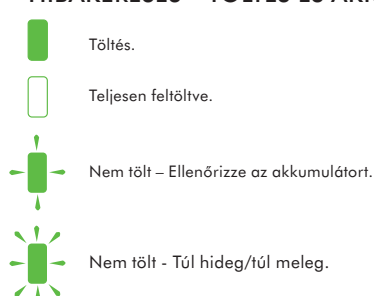 Töltés.
Teljesen feltöltve.
Nem tölt – Ellenőrizze az akkumulátort.
Nem tölt - Túl hideg/túl meleg.